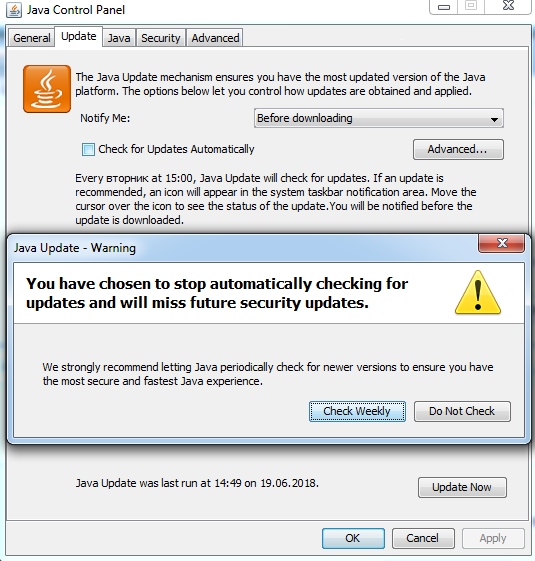 Java Control Panel
General Update Java Security Advanced
The Java Update mechanism ensures you have the most updated version of the Java
platform. The options below let you control how updates are obtained and applied.
Notify Me: Before downloading
Check for Updates Automatically Advanced...
Every вторник at 15:00, Java Update will check for updates. If an update is
recommended, an icon will appear in the system taskbar notification area. Move the
cursor over the icon to see the status of the update.You will be notified before the
update is downloaded.
Java Update - Warning
You have chosen to stop automatically checking for
updates and will miss future security updates.
We strongly recommend letting Java periodically check for newer versions to ensure you have
the most secure and fastest Java experience.
Check Weekly Do Not Check
Java Update was last run at 14:49 on 19.06.2018.
Update Now
OK Cancel Apply